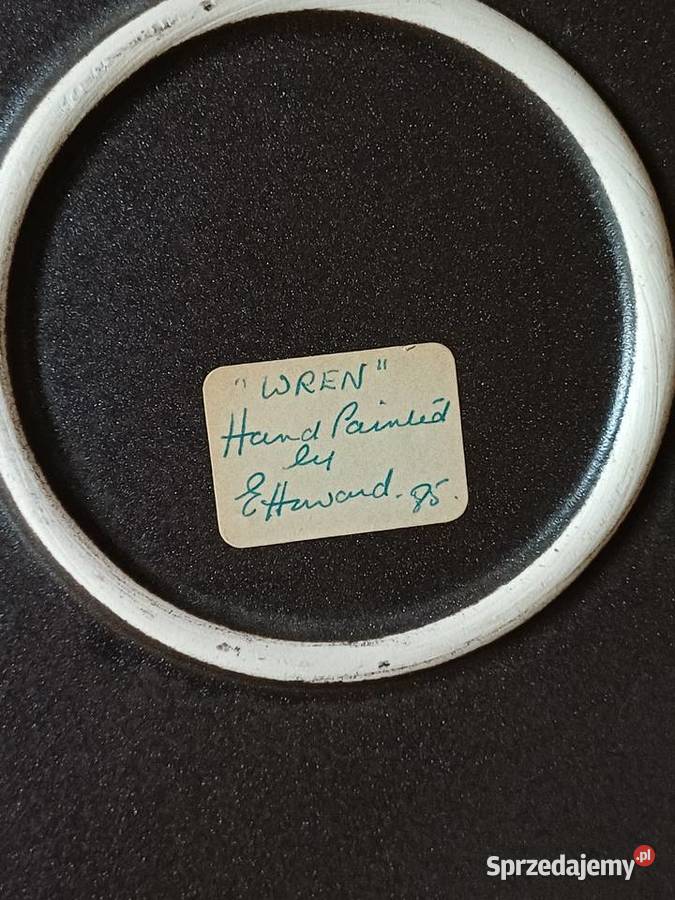 "WREN"
Hand Painted
by
E Howard. 85.
Sprzedajemy.pl